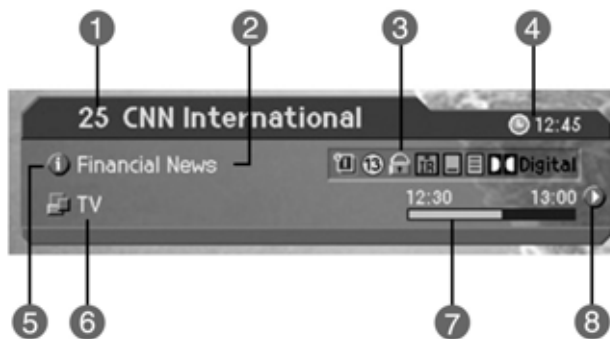 1 2 3 4
25 CNN International 12:45
i Financial News 13 Digital
TV 12:30 13:00
5 6 7 8